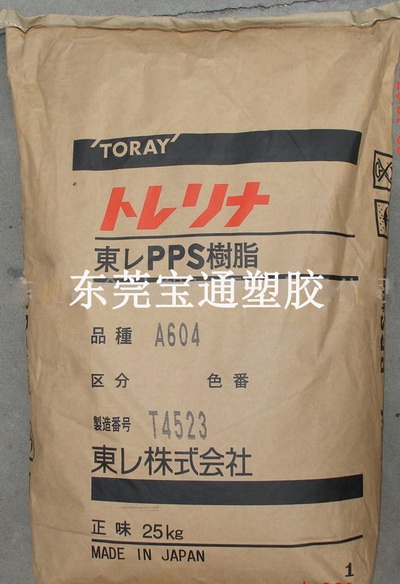 TORAY
トレリナ
東レPPS樹脂
东莞宝通塑胶
品種 A604
区分 色番
製造番号 T4523
東レ株式会社
正味 25kg
MADE IN JAPAN
1